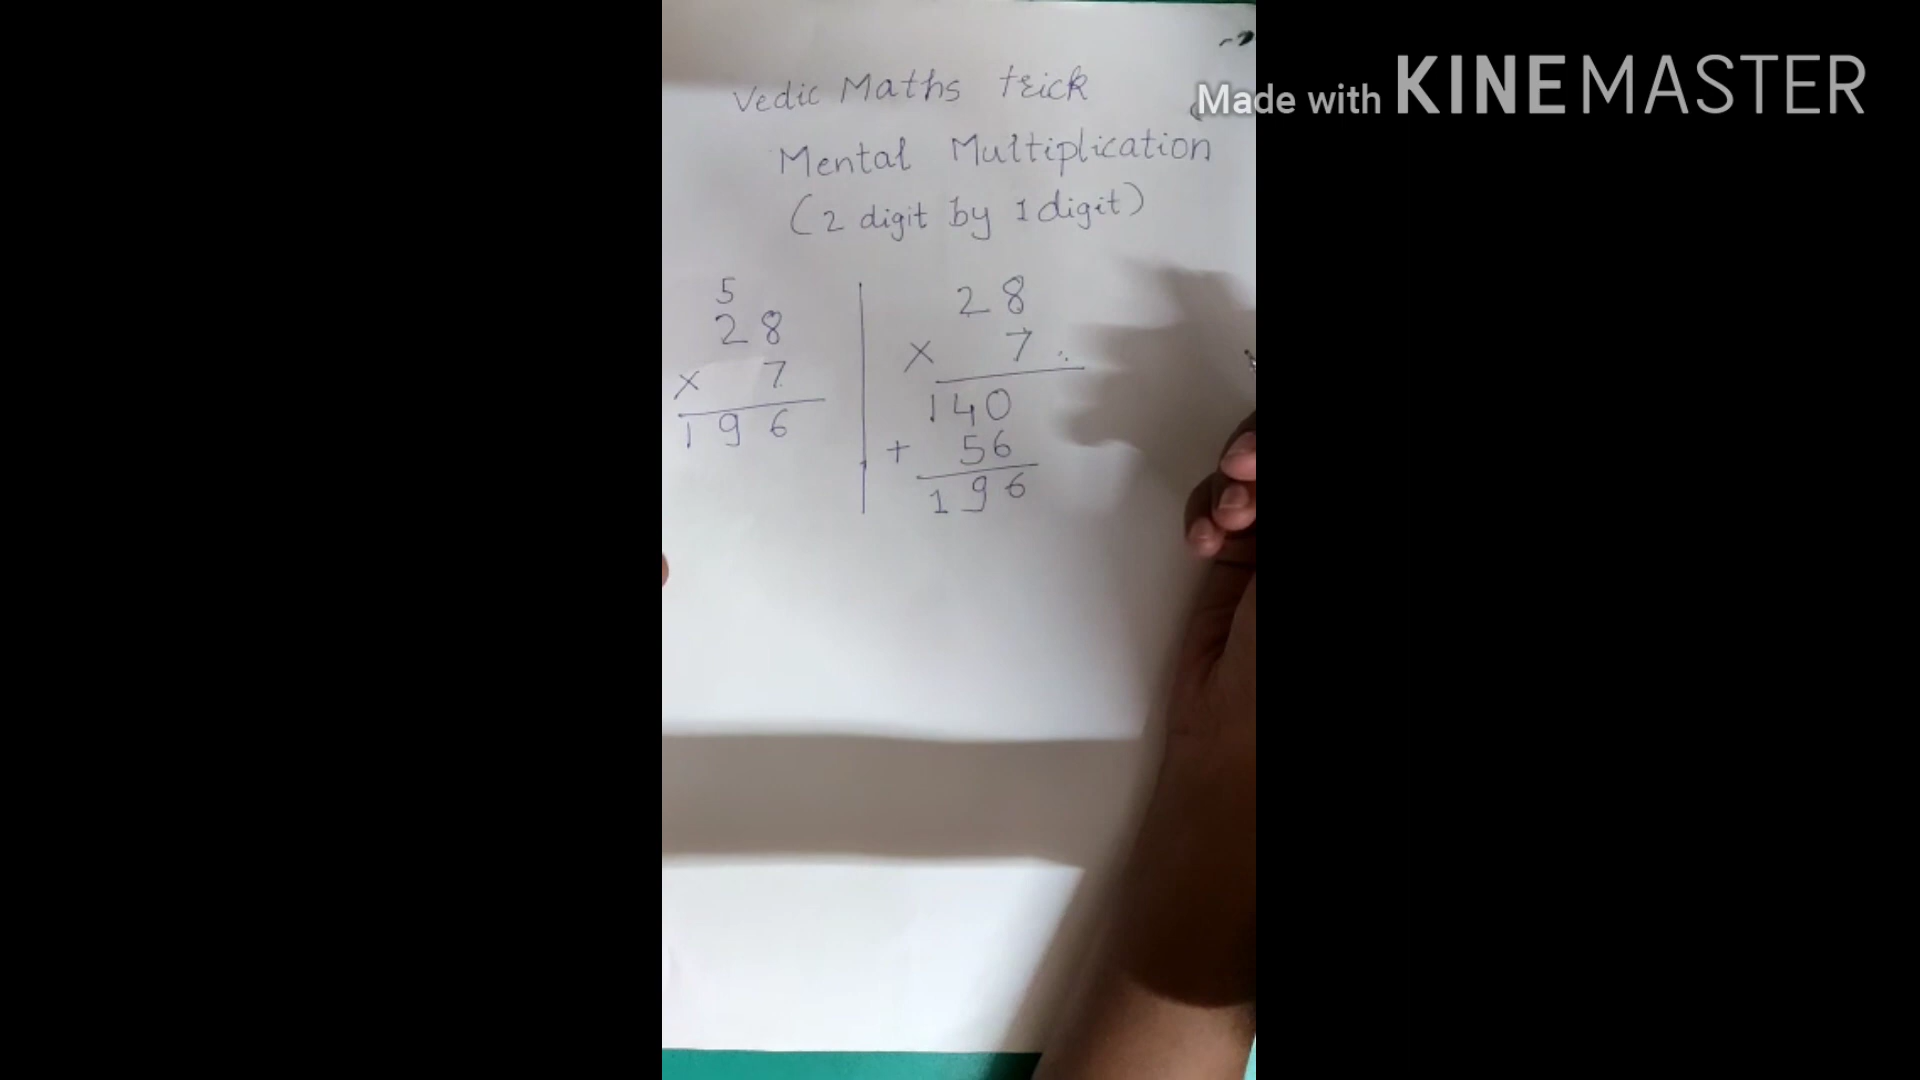 Made with KINEMASTER
Vedic Maths trick
Mental Multiplication
(2 digit by 1 digit)
5
28
× 7
196
28
× 7
140
+ 56
196